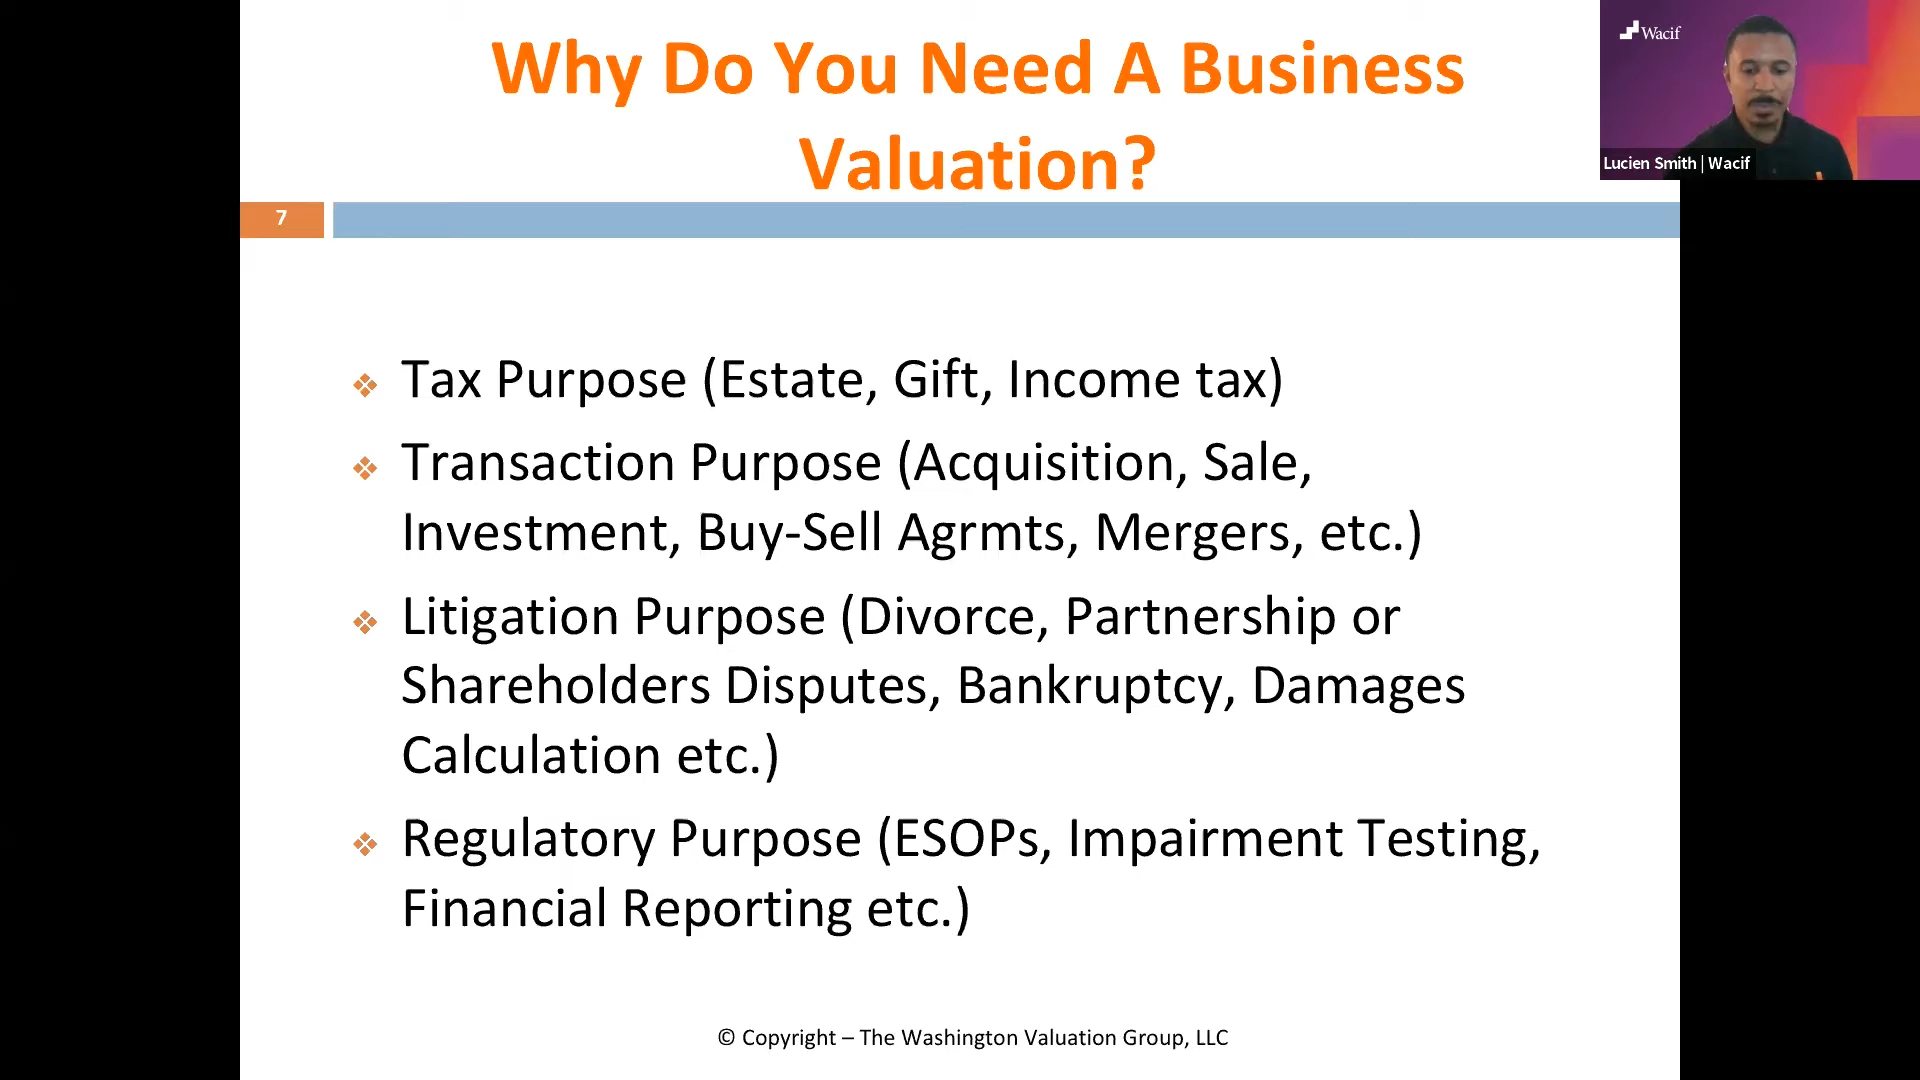 Why Do You Need A Business
Valuation?
Wacif
Lucien Smith | Wacif
7
Tax Purpose (Estate, Gift, Income tax)
Transaction Purpose (Acquisition, Sale,
Investment, Buy-Sell Agrmts, Mergers, etc.)
Litigation Purpose (Divorce, Partnership or
Shareholders Disputes, Bankruptcy, Damages
Calculation etc.)
Regulatory Purpose (ESOPs, Impairment Testing,
Financial Reporting etc.)
© Copyright – The Washington Valuation Group, LLC